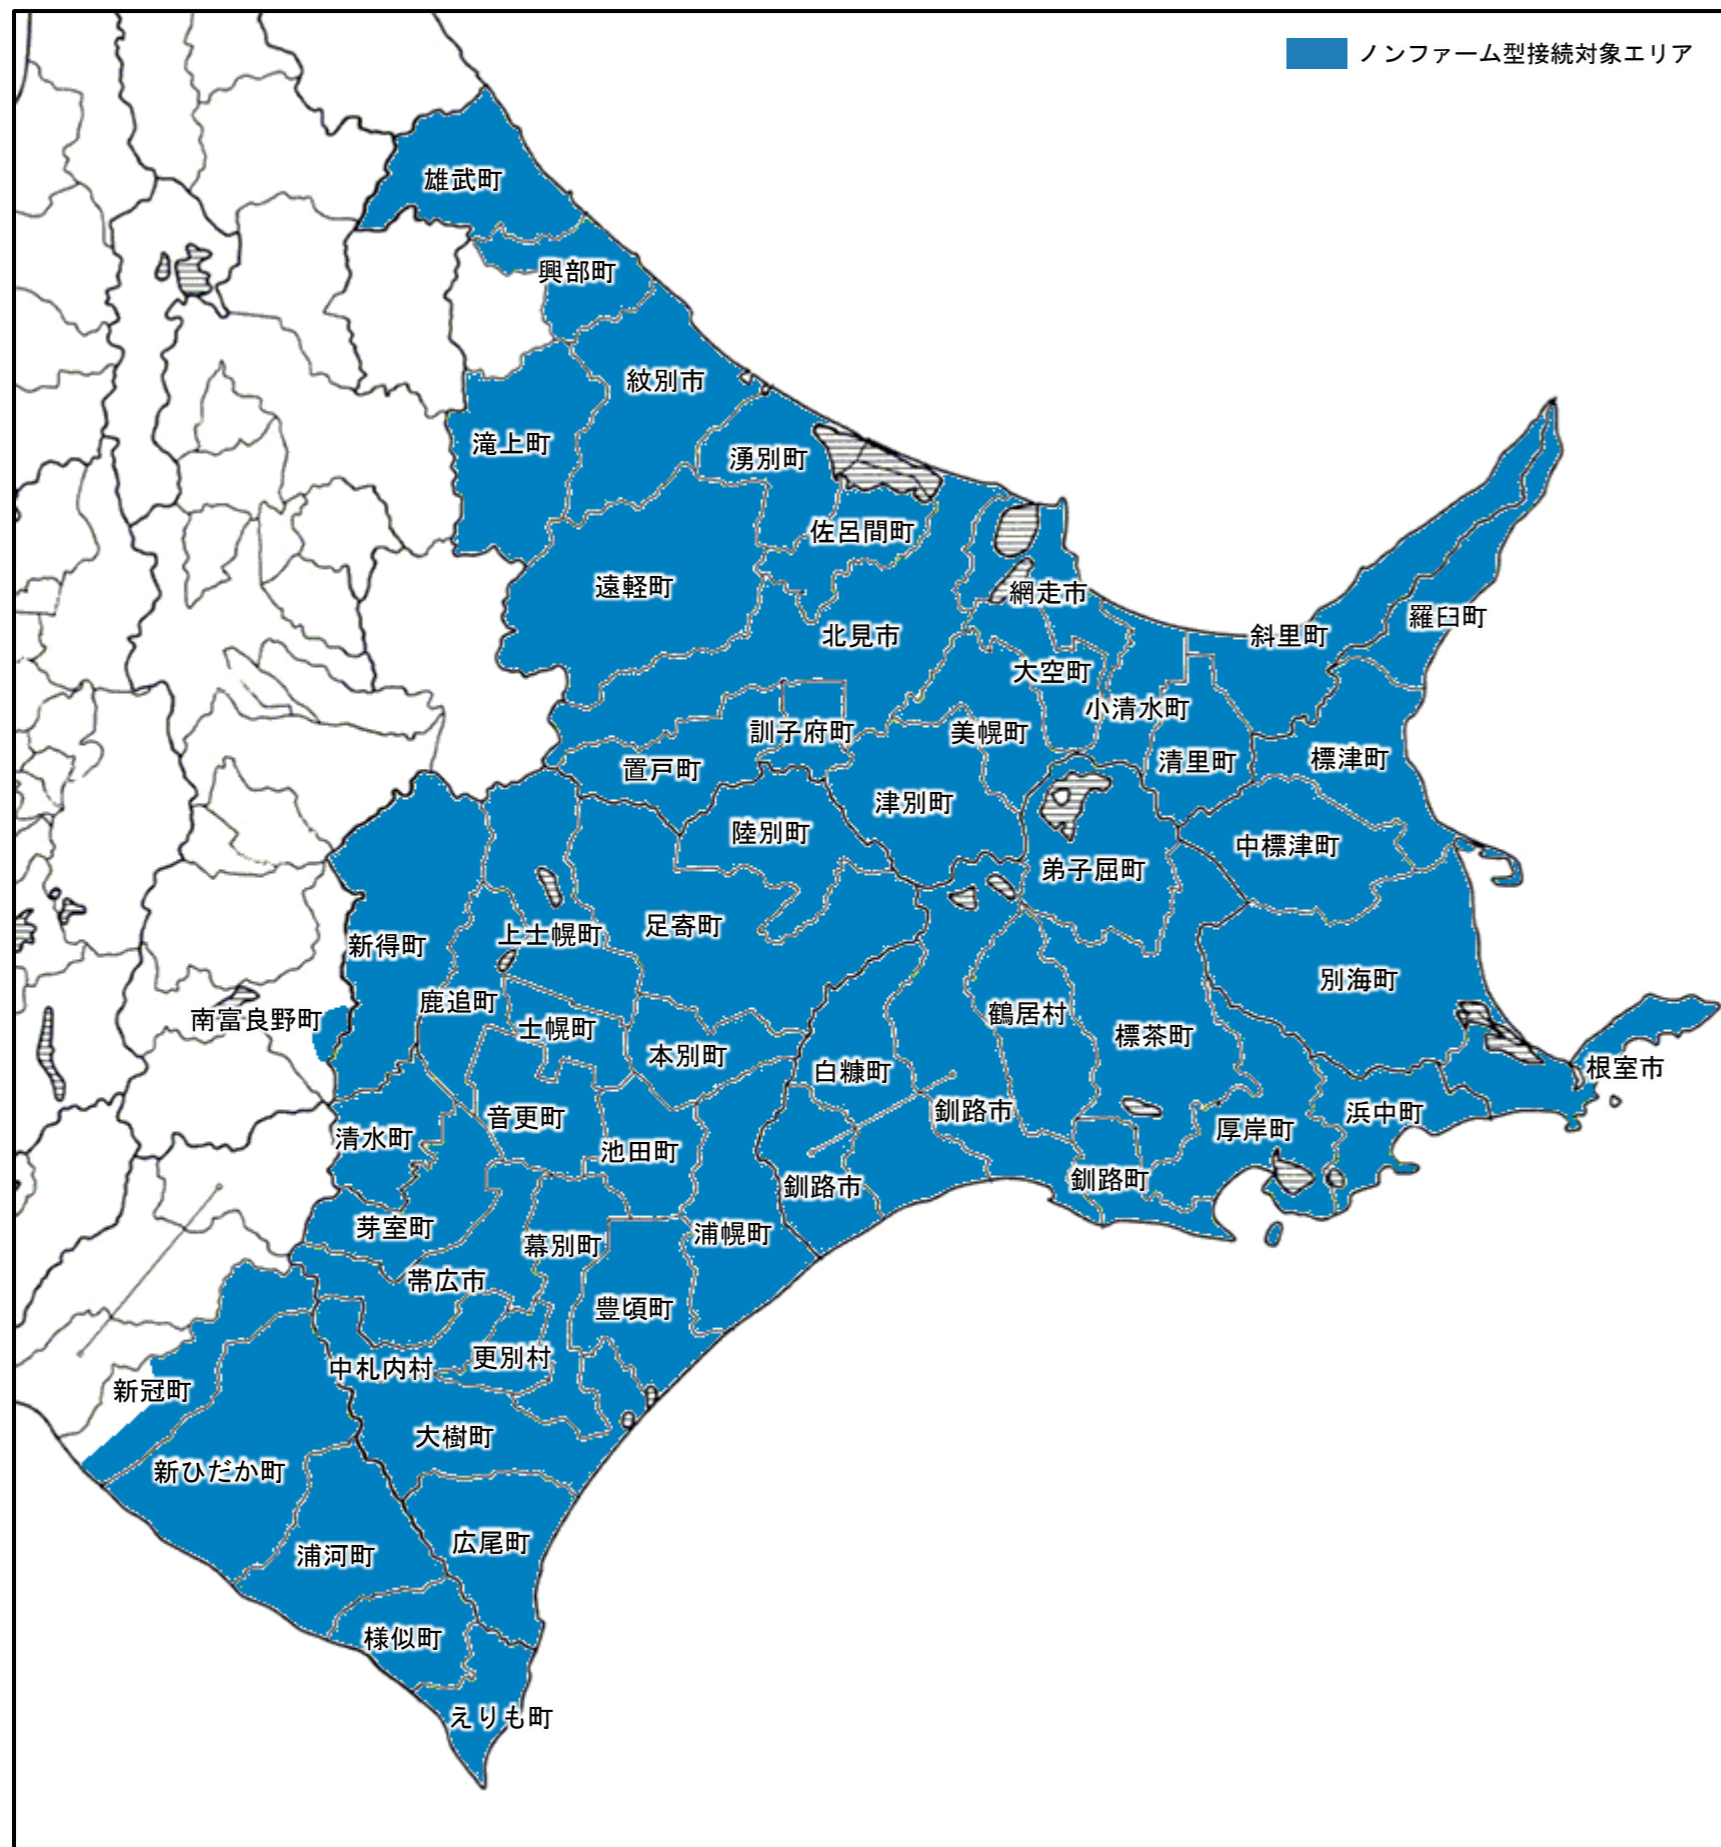 ノンファーム型接続対象エリア
雄武町
興部町
紋別市
滝上町
湧別町
佐呂間町
遠軽町
網走市
北見市
斜里町
羅臼町
大空町
小清水町
訓子府町
美幌町
清里町
標津町
置戸町
津別町
陸別町
中標津町
弟子屈町
足寄町
上士幌町
新得町
別海町
鹿追町
南富良野町
土幌町
鶴居村
標茶町
本別町
白糠町
根室市
釧路市
浜中町
音更町
清水町
厚岸町
池田町
釧路町
釧路市
芽室町
浦幌町
幕別町
帯広市
豊頃町
更別村
中札内村
新冠町
大樹町
新ひだか町
広尾町
浦河町
様似町
えりも町